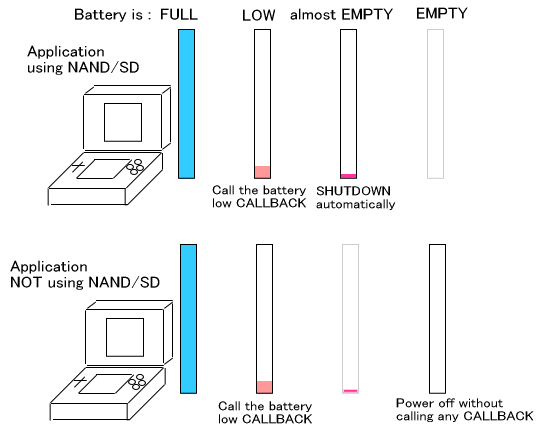 Battery is : FULL LOW almost EMPTY EMPTY
Application
using NAND/SD
Call the battery
low CALLBACK
SHUTDOWN
automatically
Application
NOT using NAND/SD
Call the battery
low CALLBACK
Power off without
calling any CALLBACK